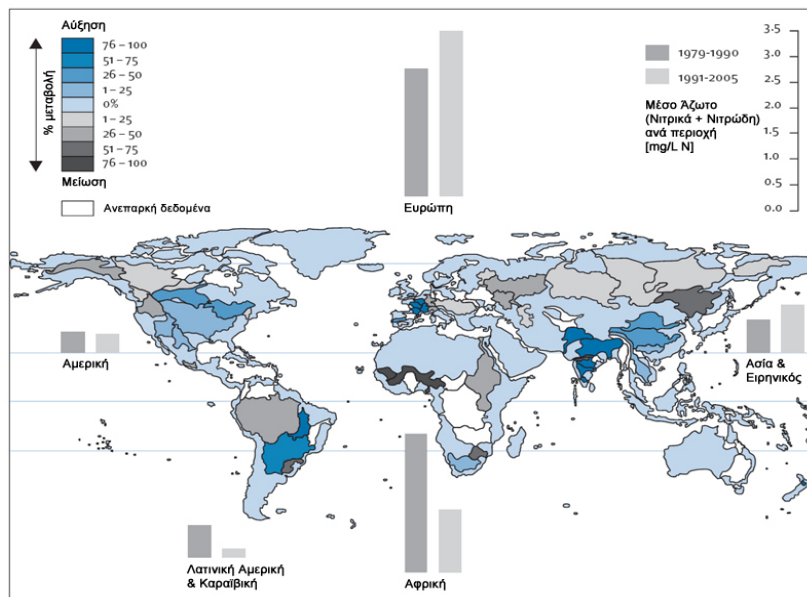 Αύξηση
% μεταβολή
76 – 100
51 – 75
26 – 50
1 – 25
0%
1 – 25
26 – 50
51 – 75
76 – 100
Μείωση
Ανεπαρκή δεδομένα
1979-1990
1991-2005
Μέσο Άζωτο
(Νιτρικά + Νιτρώδη)
ανά περιοχή
[mg/L N]
3.5
3.0
2.5
2.0
1.5
1.0
0.5
0.0
Ευρώπη
Αμερική
Ασία &
Ειρηνικός
Λατινική Αμερική
& Καραϊβική
Αφρική